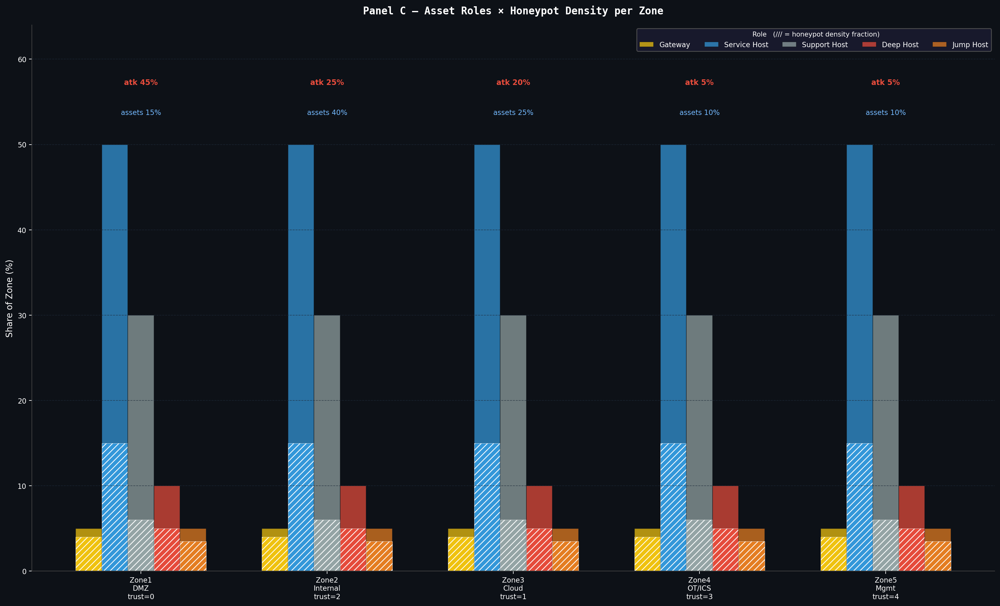 Panel C — Asset Roles × Honeypot Density per Zone
Role (/// = honeypot density fraction)
Gateway Service Host Support Host Deep Host Jump Host
Share of Zone (%)
60
50
40
30
20
10
0
atk 45% atk 25% atk 20% atk 5% atk 5%
assets 15% assets 40% assets 25% assets 10% assets 10%
Zone1 Zone2 Zone3 Zone4 Zone5
DMZ Internal Cloud OT/ICS Mgmt
trust=0 trust=2 trust=1 trust=3 trust=4